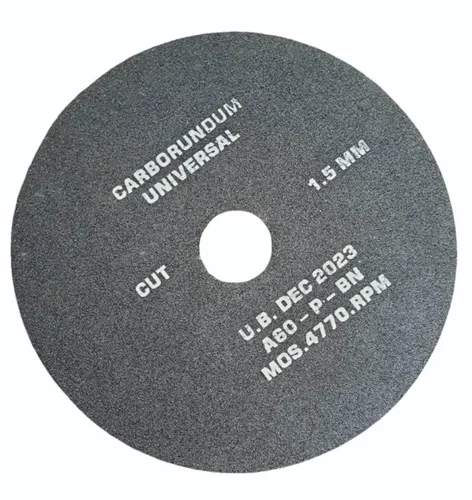 CARBORUNDUM
UNIVERSAL
1.5 MM
CUT
U.B. DEC 2023
A60 - P - BN
MOS.4770.RPM